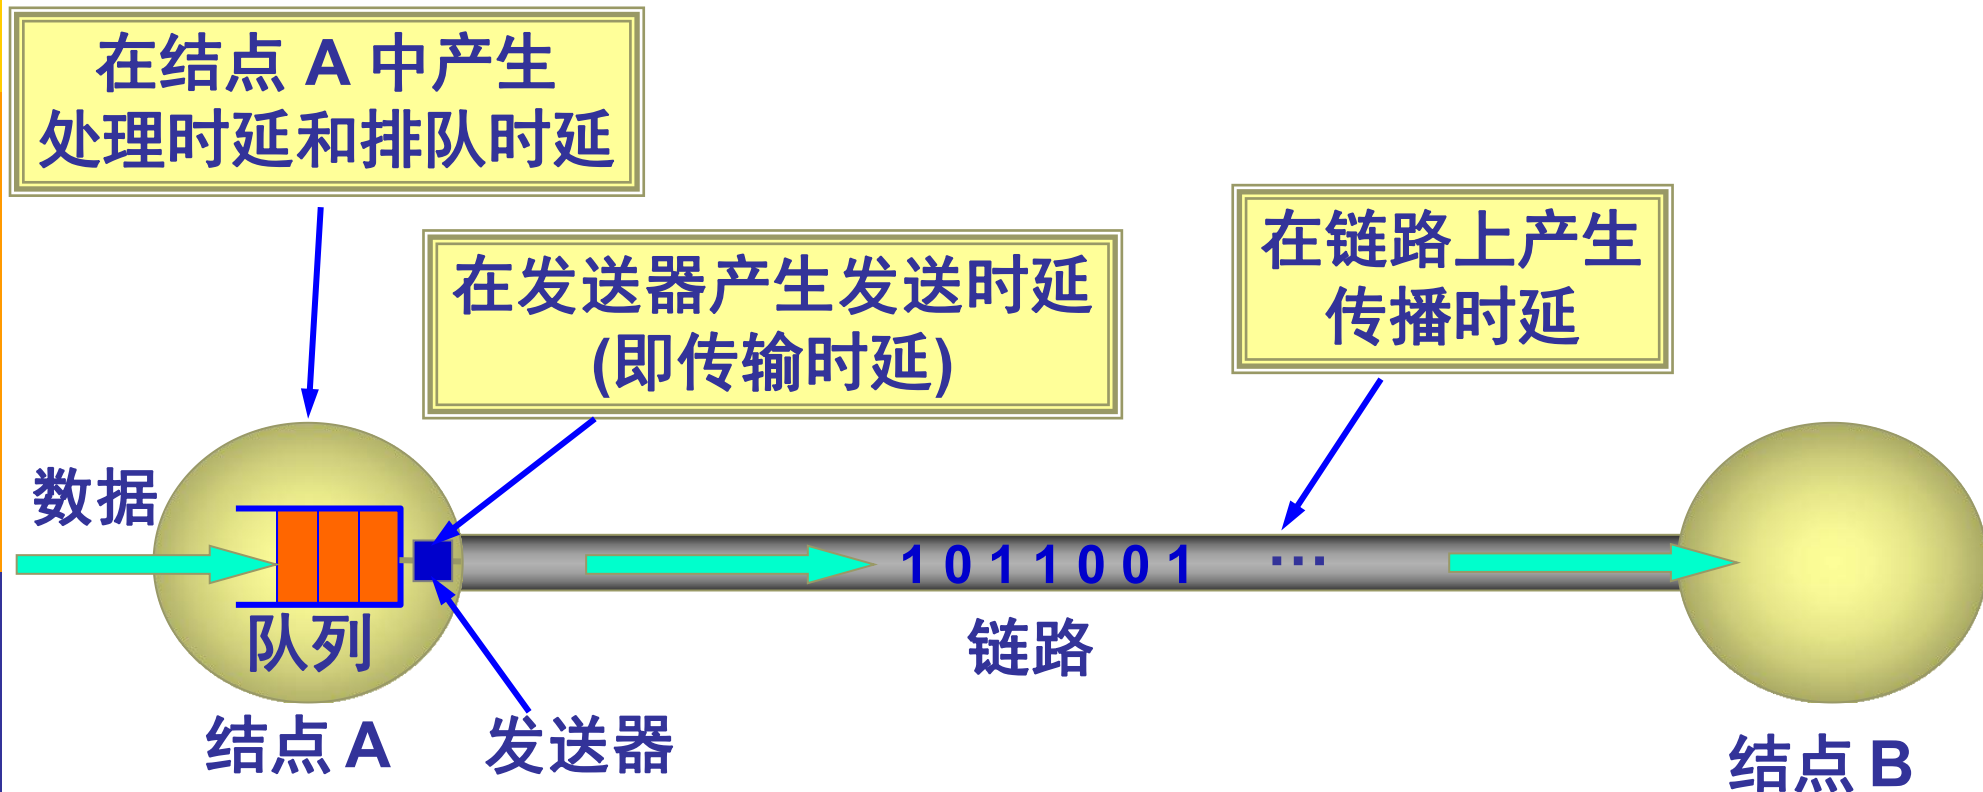 在结点 A 中产生
处理时延和排队时延
在发送器产生发送时延
(即传输时延)
在链路上产生
传播时延
数据
1 0 1 1 0 0 1 …
队列
链路
结点 A
发送器
结点 B